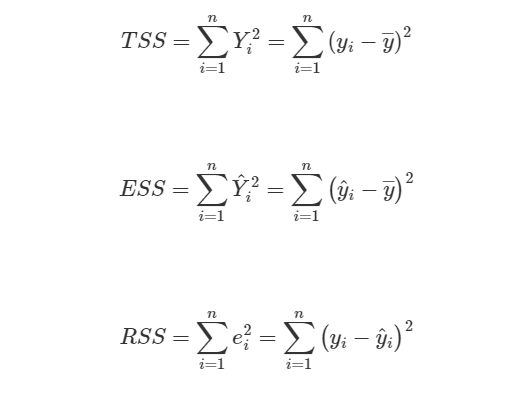 TSS = \sum_{i=1}^{n} Y_i^2 = \sum_{i=1}^{n} (y_i - \overline{y})^2
ESS = \sum_{i=1}^{n} \hat{Y}_i^2 = \sum_{i=1}^{n} (\hat{y}_i - \overline{y})^2
RSS = \sum_{i=1}^{n} e_i^2 = \sum_{i=1}^{n} (y_i - \hat{y}_i)^2